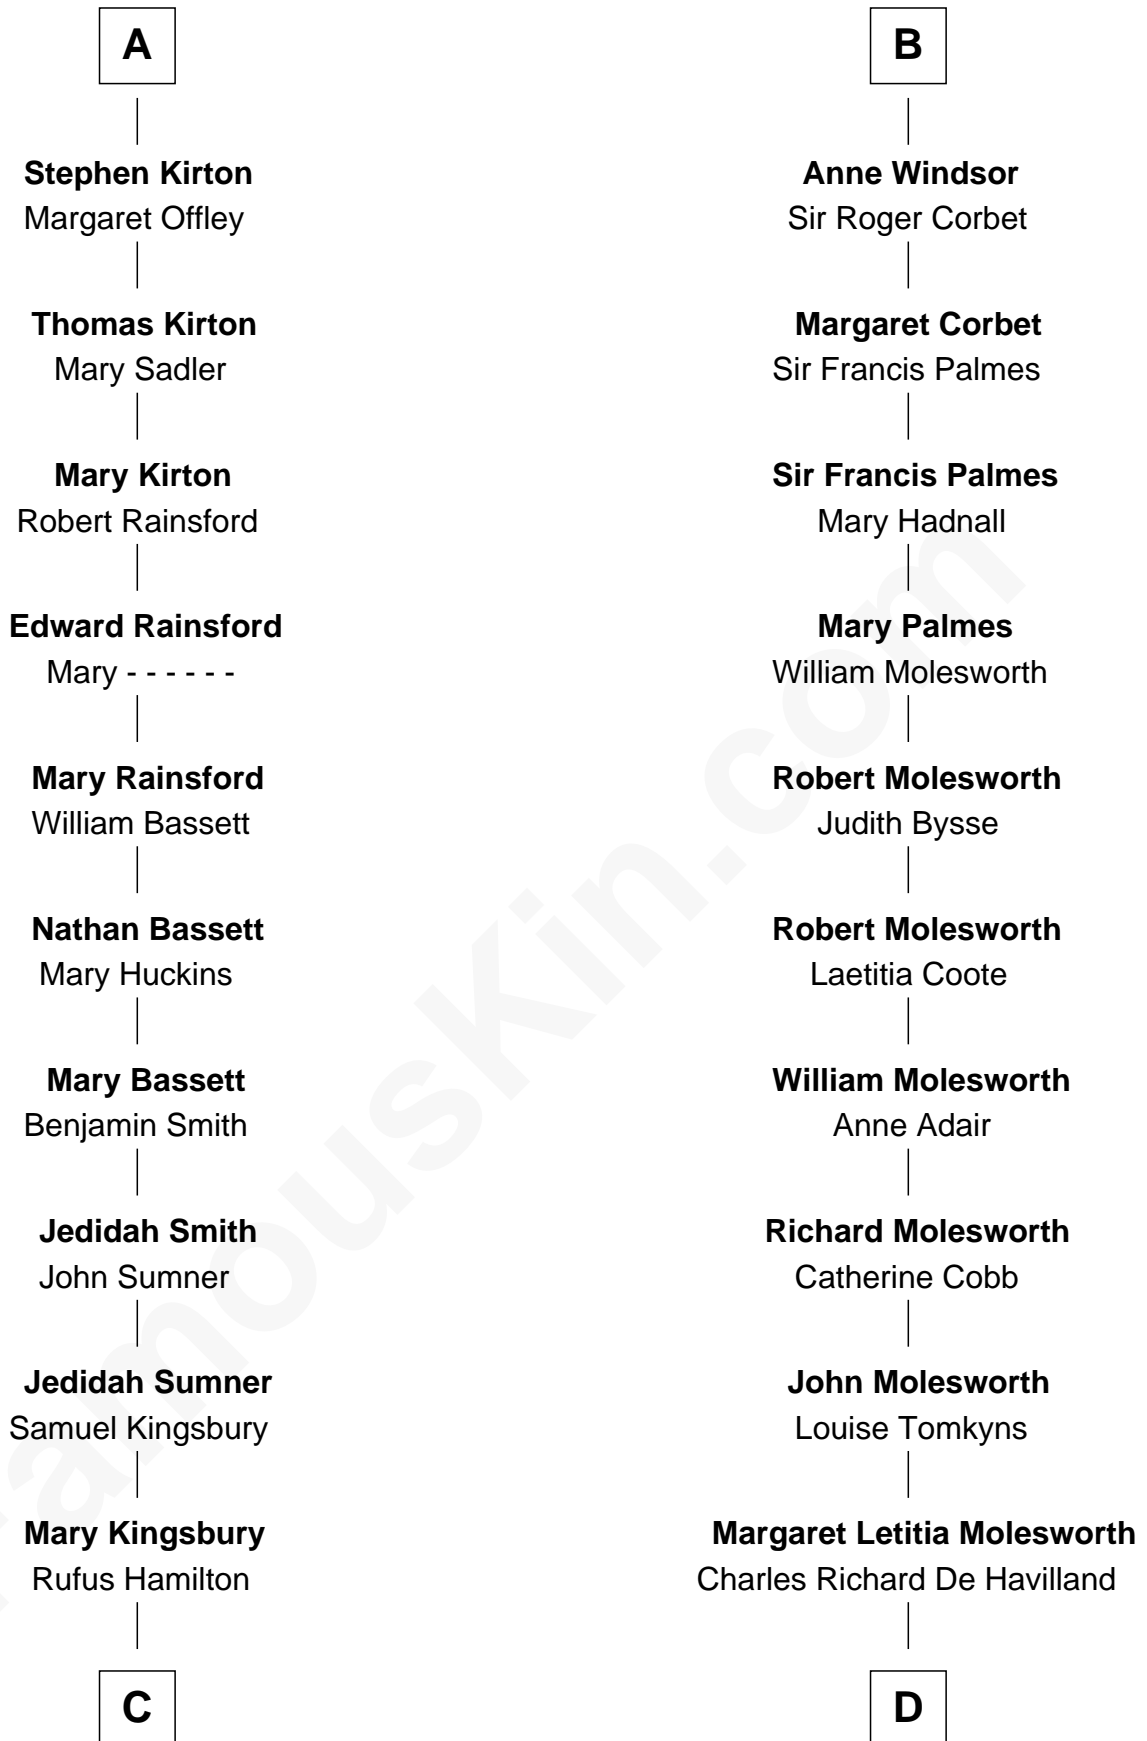 A
Stephen Kirton
Margaret Offley
Thomas Kirton
Mary Sadler
Mary Kirton
Robert Rainsford
Edward Rainsford
Mary - - - - - -
Mary Rainsford
William Bassett
Nathan Bassett
Mary Huckins
Mary Bassett
Benjamin Smith
Jedidah Smith
John Sumner
Jedidah Sumner
Samuel Kingsbury
Mary Kingsbury
Rufus Hamilton
C
B
Anne Windsor
Sir Roger Corbet
Margaret Corbet
Sir Francis Palmes
Sir Francis Palmes
Mary Hadnall
Mary Palmes
William Molesworth
Robert Molesworth
Judith Bysse
Robert Molesworth
Laetitia Coote
William Molesworth
Anne Adair
Richard Molesworth
Catherine Cobb
John Molesworth
Louise Tomkyns
Margaret Letitia Molesworth
Charles Richard De Havilland
D
FamousKin.com